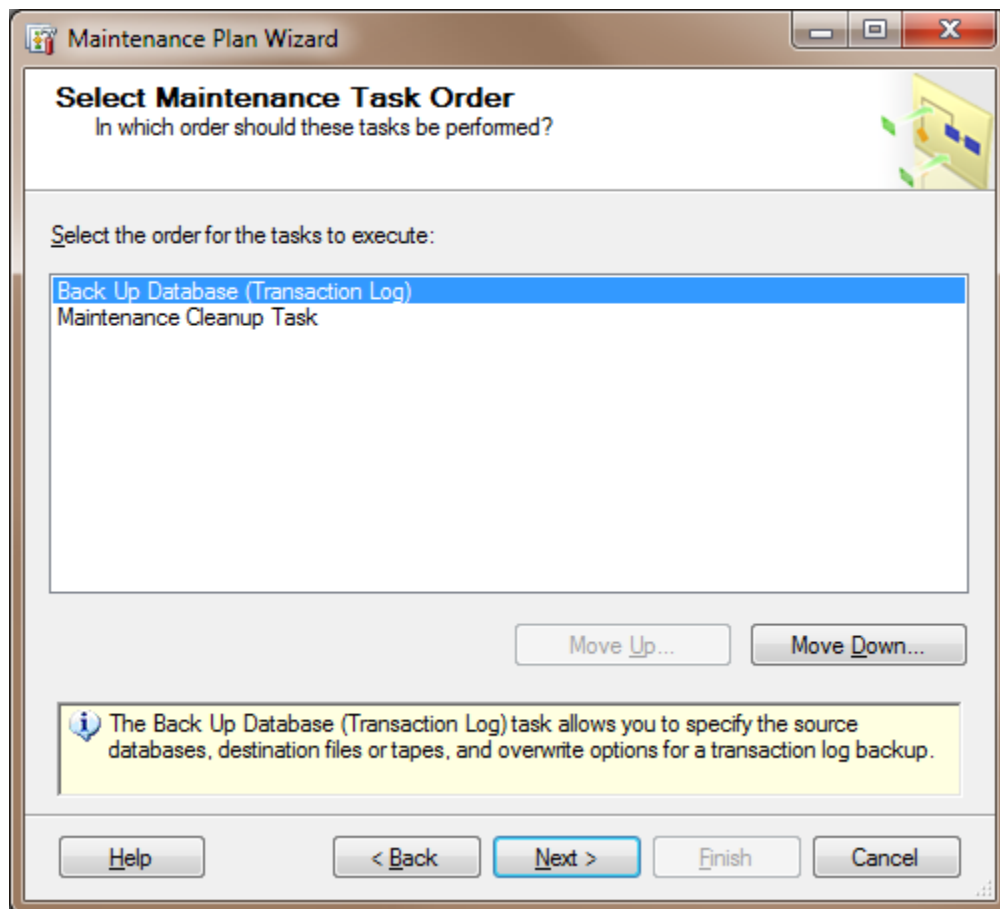 Maintenance Plan Wizard
Select Maintenance Task Order
In which order should these tasks be performed?
Select the order for the tasks to execute:
Back Up Database (Transaction Log)
Maintenance Cleanup Task
Move Up...
Move Down...
The Back Up Database (Transaction Log) task allows you to specify the source
databases, destination files or tapes, and overwrite options for a transaction log backup.
Help
< Back
Next >
Finish
Cancel